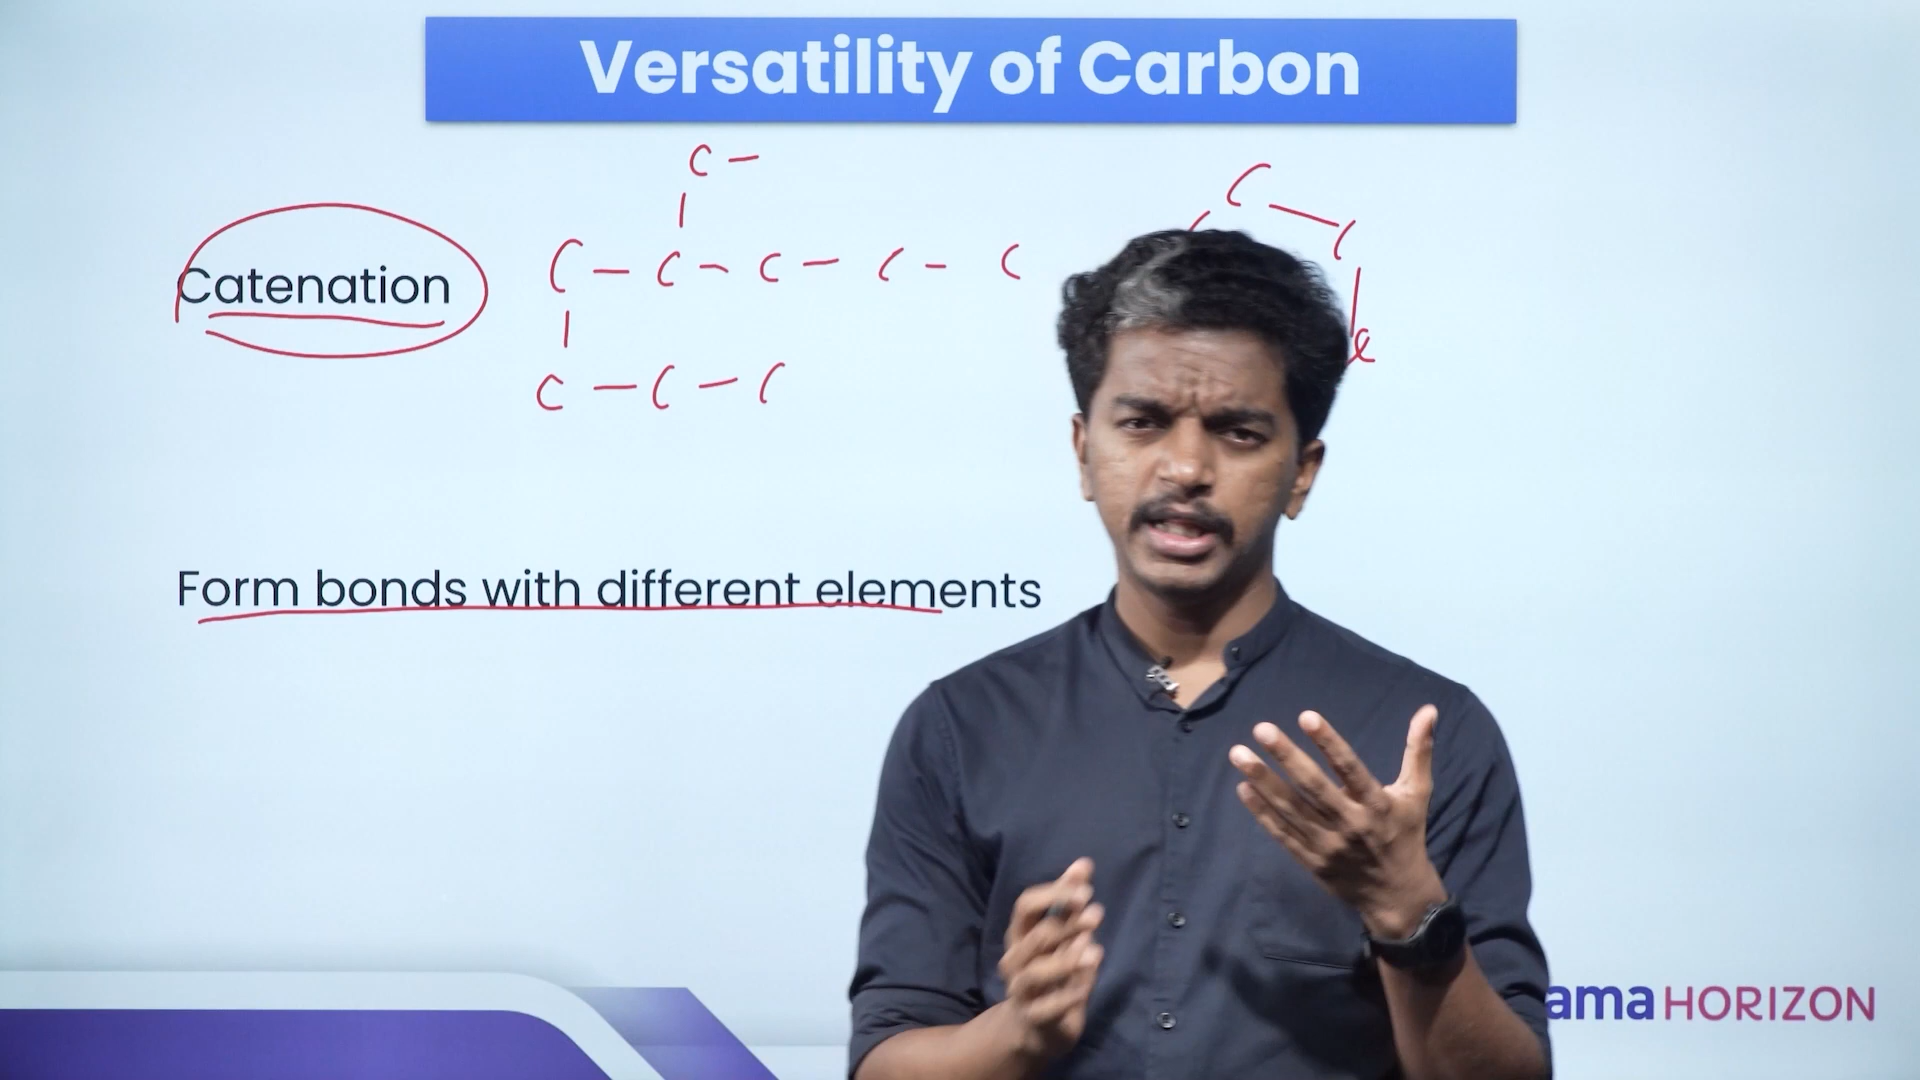 Versatility of Carbon
C –
C – C – C – C – C
Catenation
C – C – C
C
C
Form bonds with different elements
ama HORIZON